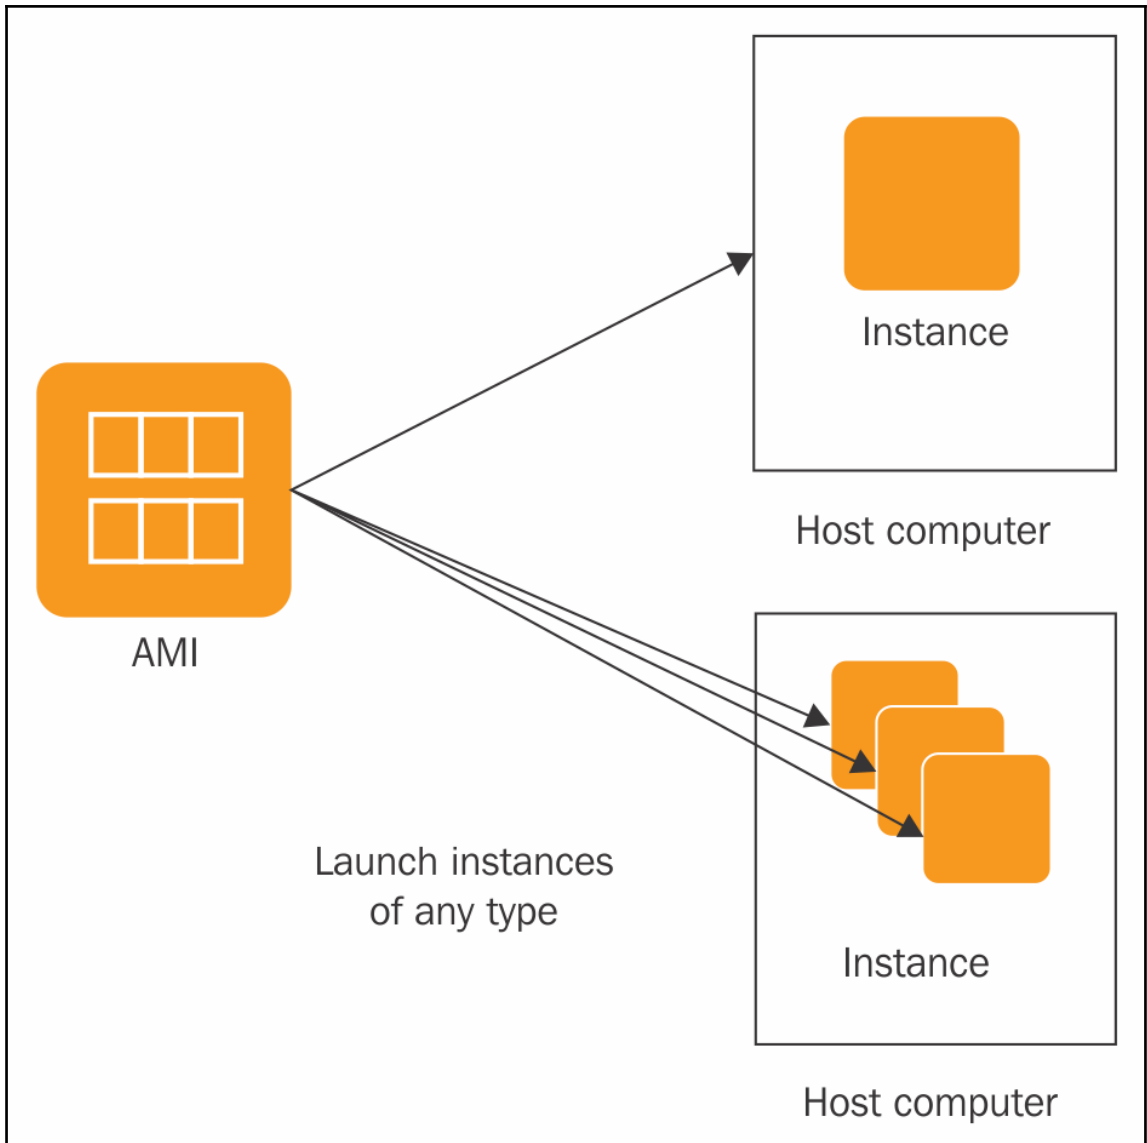 Instance
Host computer
AMI
Launch instances
of any type
Instance
Host computer